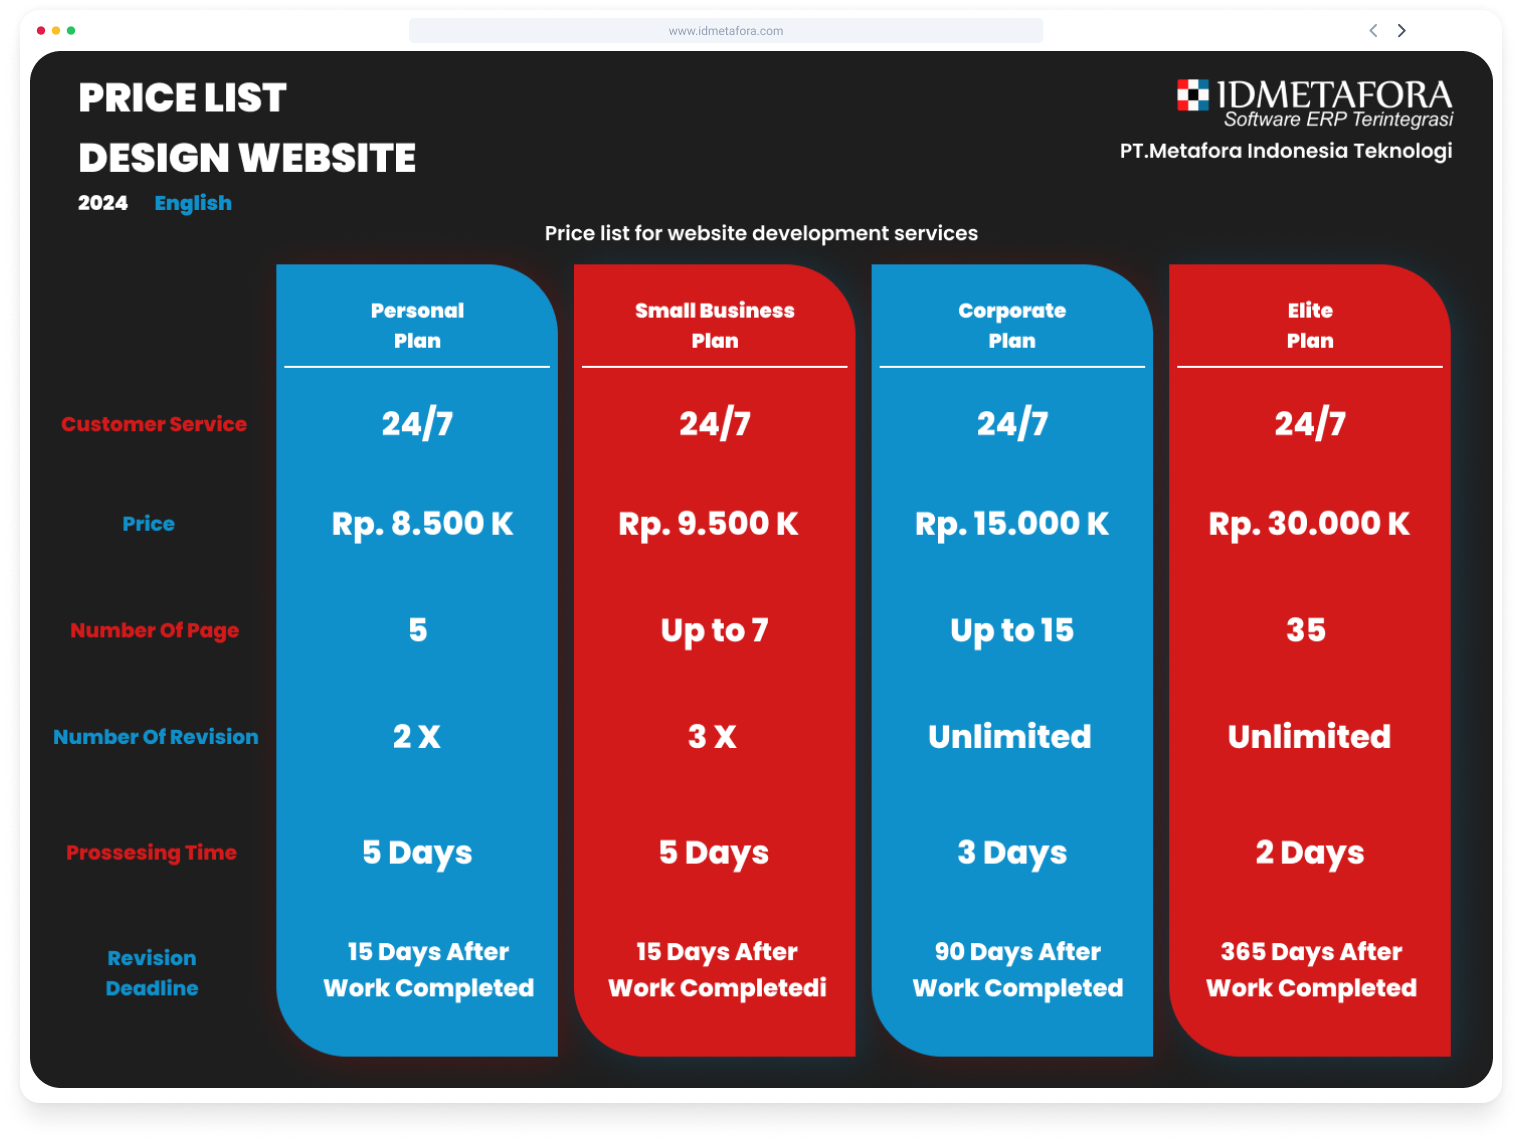 www.idmetafora.com
PRICE LIST
DESIGN WEBSITE
2024 English
IDMETAFORA
Software ERP Terintegrasi
PT.Metafora Indonesia Teknologi
Price list for website development services
Personal
Plan
Small Business
Plan
Corporate
Plan
Elite
Plan
Customer Service
24/7
24/7
24/7
24/7
Price
Rp. 8.500 K
Rp. 9.500 K
Rp. 15.000 K
Rp. 30.000 K
Number Of Page
5
Up to 7
Up to 15
35
Number Of Revision
2 X
3 X
Unlimited
Unlimited
Prossesing Time
5 Days
5 Days
3 Days
2 Days
Revision
Deadline
15 Days After
Work Completed
15 Days After
Work Completedi
90 Days After
Work Completed
365 Days After
Work Completed